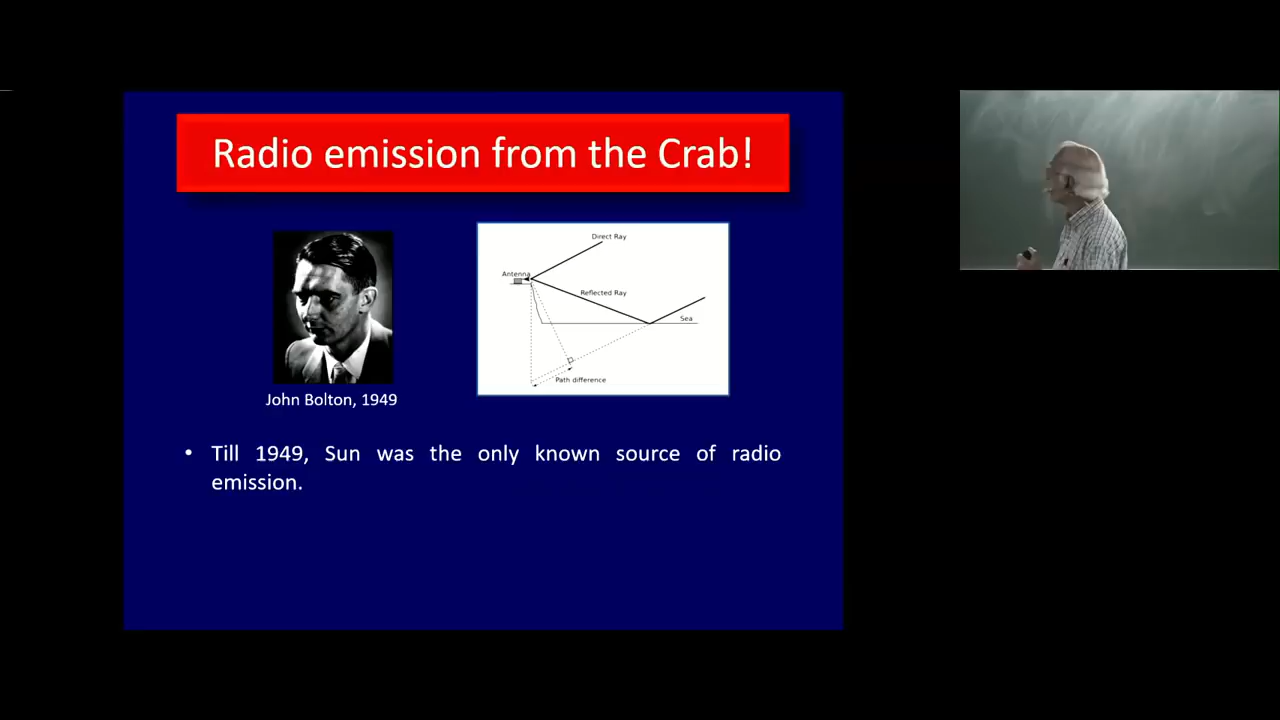 Radio emission from the Crab!
Direct Ray
Antenna
Reflected Ray
Sea
Path difference
John Bolton, 1949
• Till 1949, Sun was the only known source of radio
emission.